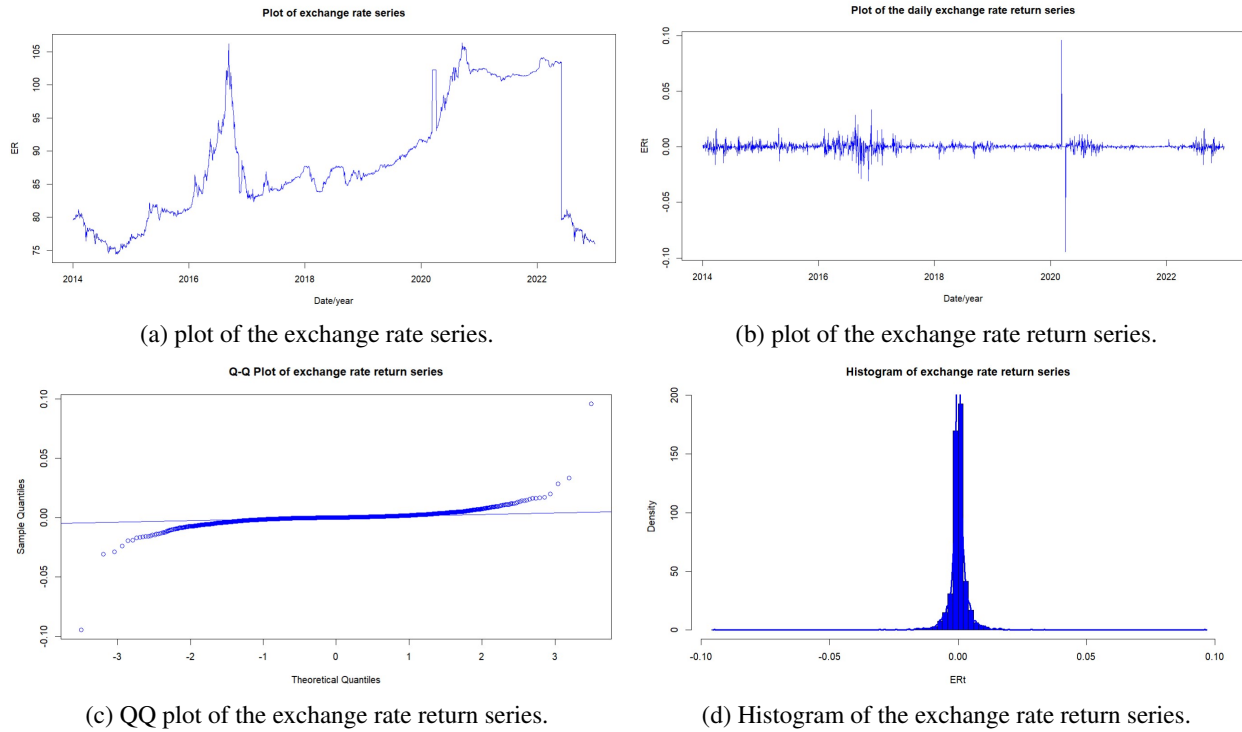 Plot of exchange rate series
ER
105
100
95
90
85
80
75
2014 2016 2018 2020 2022
Date/year
(a) plot of the exchange rate series.
Plot of the daily exchange rate return series
ERt
0.10
0.05
0.00
-0.05
-0.10
2014 2016 2018 2020 2022
Date/year
(b) plot of the exchange rate return series.
Q-Q Plot of exchange rate return series
Sample Quantiles
0.10
0.05
0.00
-0.05
-0.10
-3 -2 -1 0 1 2 3
Theoretical Quantiles
(c) QQ plot of the exchange rate return series.
Histogram of exchange rate return series
Density
200
150
100
50
0
-0.10 -0.05 0.00 0.05 0.10
ERt
(d) Histogram of the exchange rate return series.